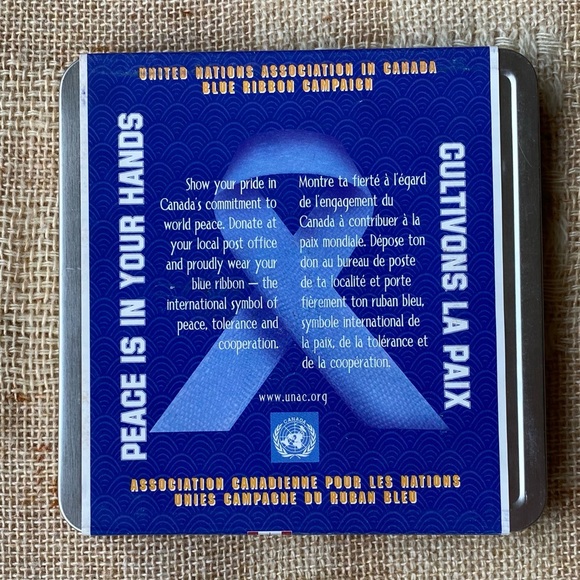 UNITED NATIONS ASSOCIATION IN CANADA
BLUE RIBBON CAMPAIGN
PEACE IS IN YOUR HANDS
Show your pride in
Canada's commitment to
world peace. Donate at
your local post office
and proudly wear your
blue ribbon — the
international symbol of
peace, tolerance and
cooperation.
Montre ta fierté à l'égard
de l'engagement du
Canada à contribuer à la
paix mondiale. Dépose ton
don au bureau de poste
de ta localité et porte
fièrement ton ruban bleu,
symbole international de
la paix, de la tolérance et
de la coopération.
CULTIVONS LA PAIX
www.unac.org
CANADA
ASSOCIATION CANADIENNE POUR LES NATIONS
UNIES CAMPAGNE DU RUBAN BLEU